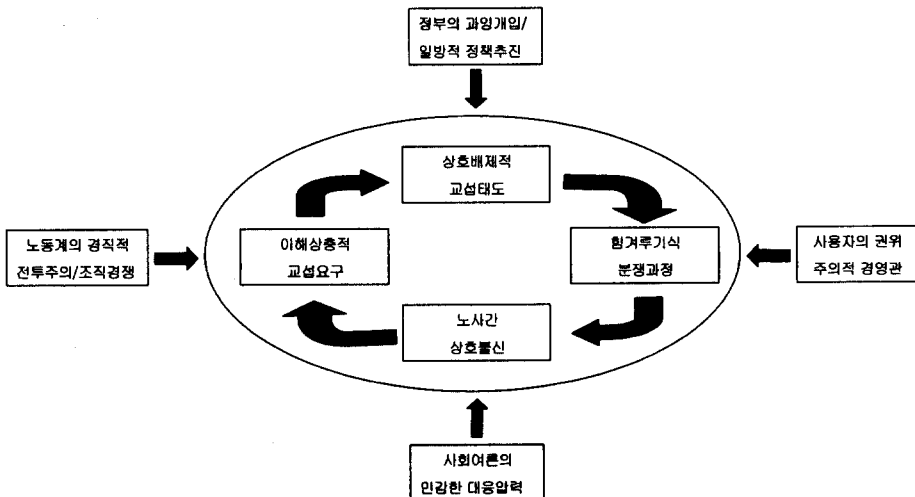 정부의 과잉개입/
일방적 정책추진
상호배제적
교섭태도
노동계의 경직적
전투주의/조직경쟁
이해상충적
교섭요구
힘겨루기식
분쟁과정
사용자의 권위
주의적 경영관
노사간
상호불신
사회여론의
민감한 대응압력